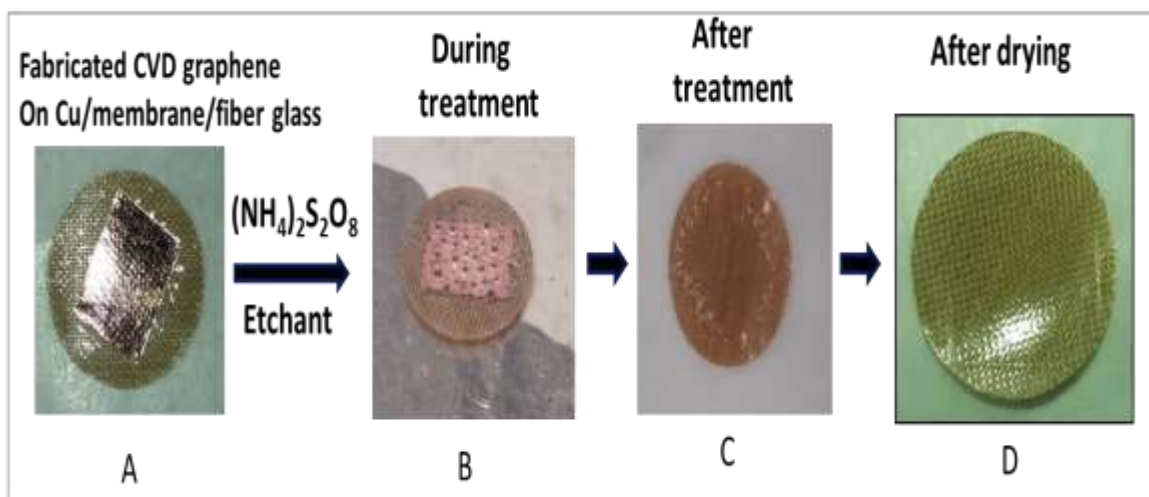 Fabricated CVD graphene
On Cu/membrane/fiber glass
(NH4)2S2O8
Etchant
During
treatment
After
treatment
After drying
A
B
C
D